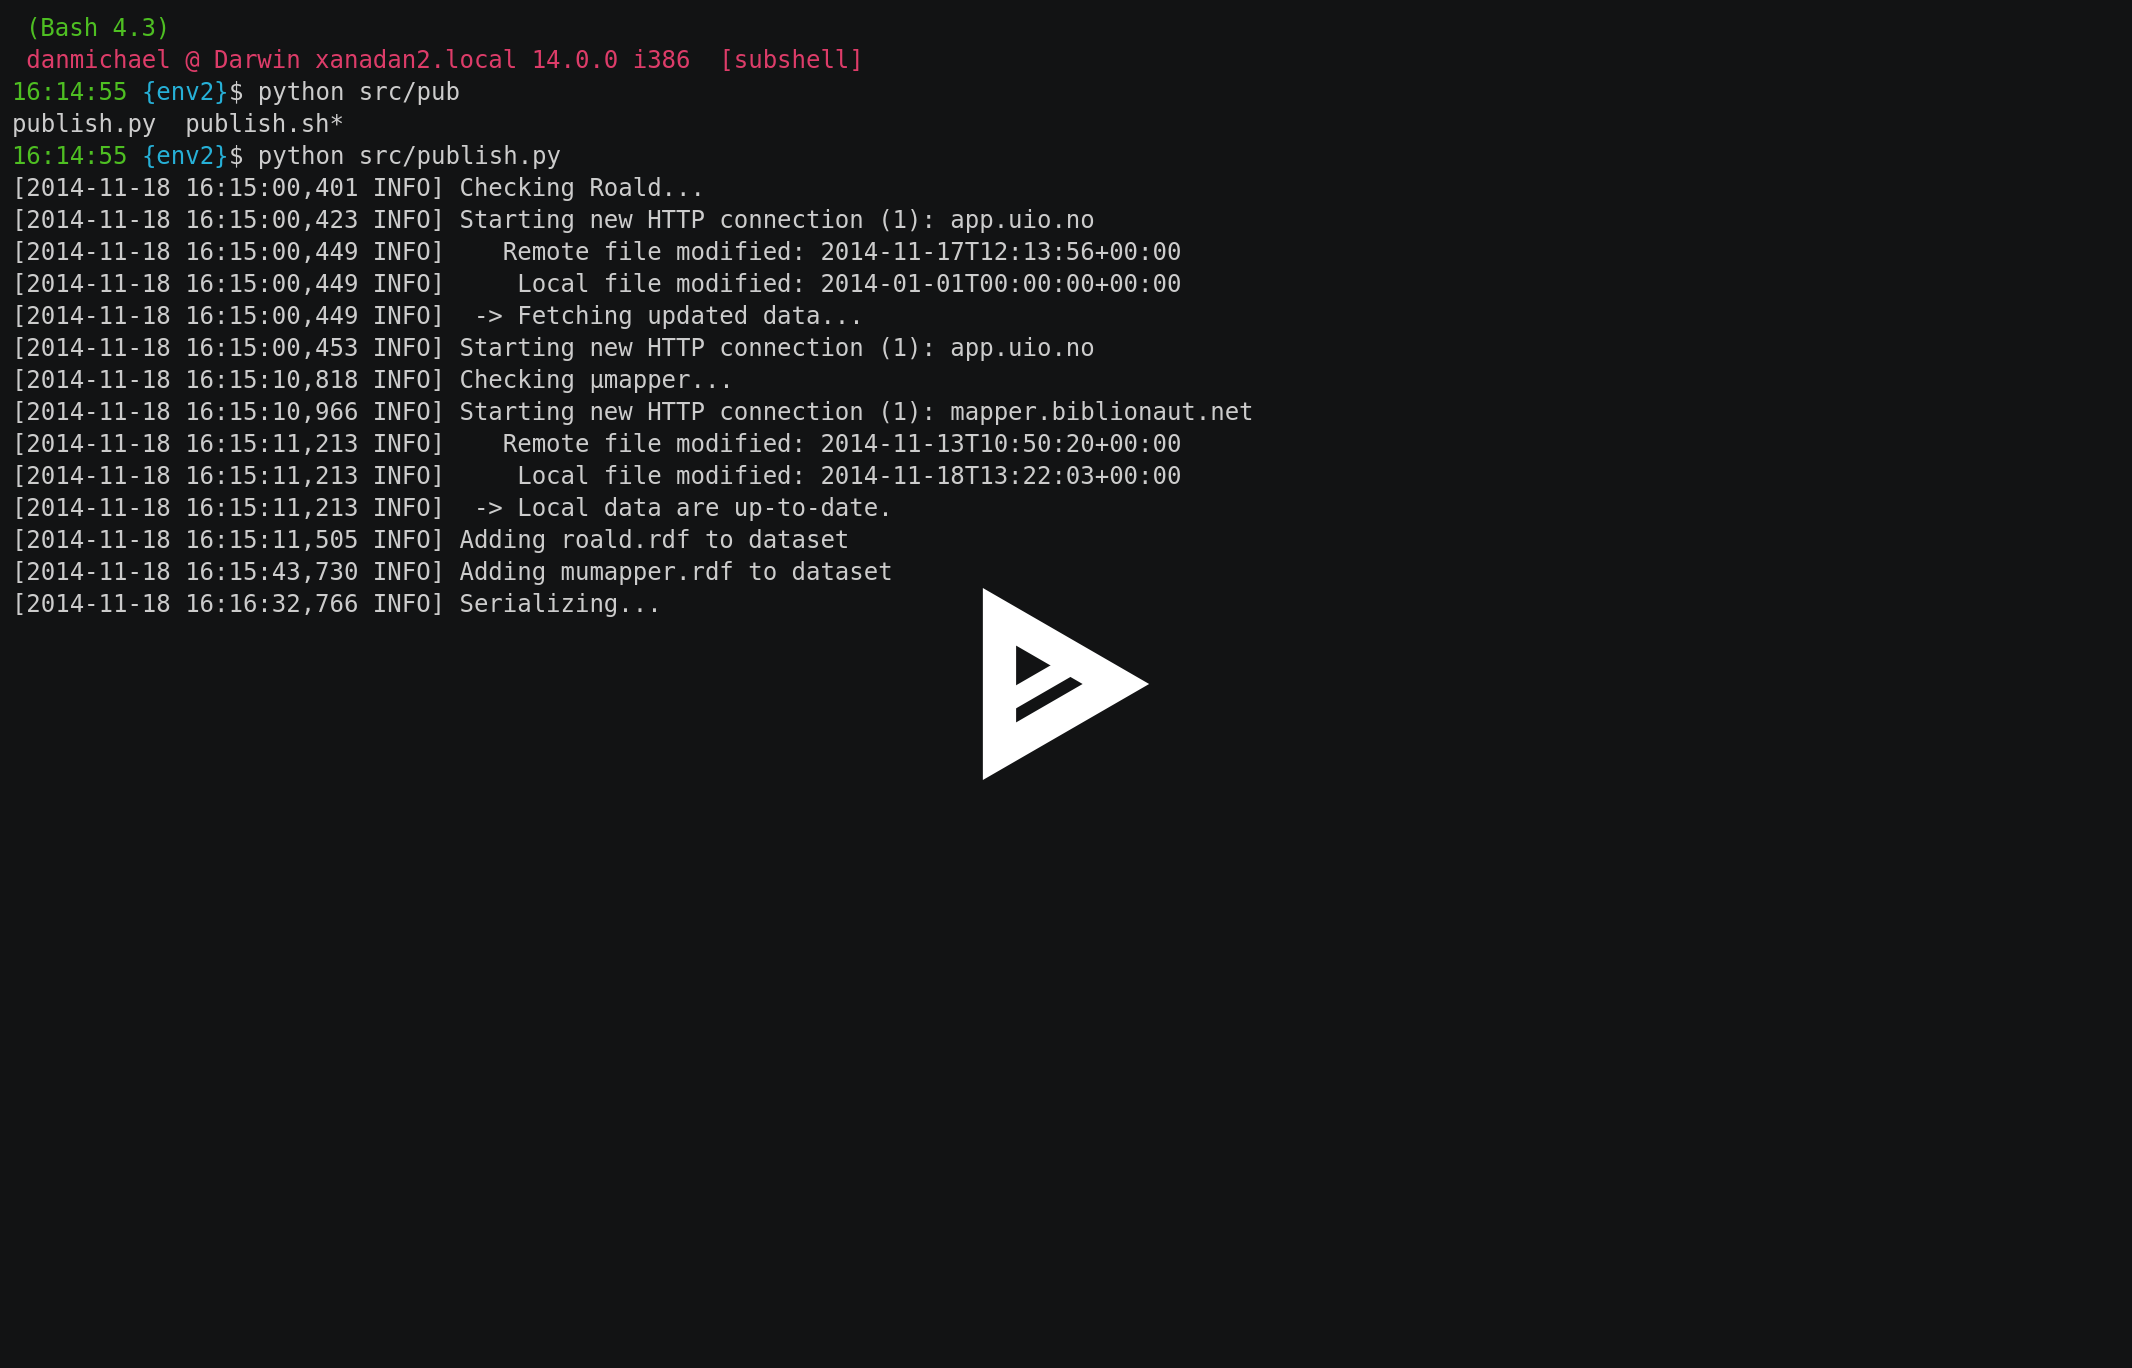 (Bash 4.3)
danmichael @ Darwin xanadan2.local 14.0.0 i386  [subshell]
16:14:55 {env2}$ python src/pub
publish.py  publish.sh*
16:14:55 {env2}$ python src/publish.py
[2014-11-18 16:15:00,401 INFO] Checking Roald...
[2014-11-18 16:15:00,423 INFO] Starting new HTTP connection (1): app.uio.no
[2014-11-18 16:15:00,449 INFO]    Remote file modified: 2014-11-17T12:13:56+00:00
[2014-11-18 16:15:00,449 INFO]     Local file modified: 2014-01-01T00:00:00+00:00
[2014-11-18 16:15:00,449 INFO]  -> Fetching updated data...
[2014-11-18 16:15:00,453 INFO] Starting new HTTP connection (1): app.uio.no
[2014-11-18 16:15:10,818 INFO] Checking µmapper...
[2014-11-18 16:15:10,966 INFO] Starting new HTTP connection (1): mapper.biblionaut.net
[2014-11-18 16:15:11,213 INFO]    Remote file modified: 2014-11-13T10:50:20+00:00
[2014-11-18 16:15:11,213 INFO]     Local file modified: 2014-11-18T13:22:03+00:00
[2014-11-18 16:15:11,213 INFO]  -> Local data are up-to-date.
[2014-11-18 16:15:11,505 INFO] Adding roald.rdf to dataset
[2014-11-18 16:15:43,730 INFO] Adding mumapper.rdf to dataset
[2014-11-18 16:16:32,766 INFO] Serializing...